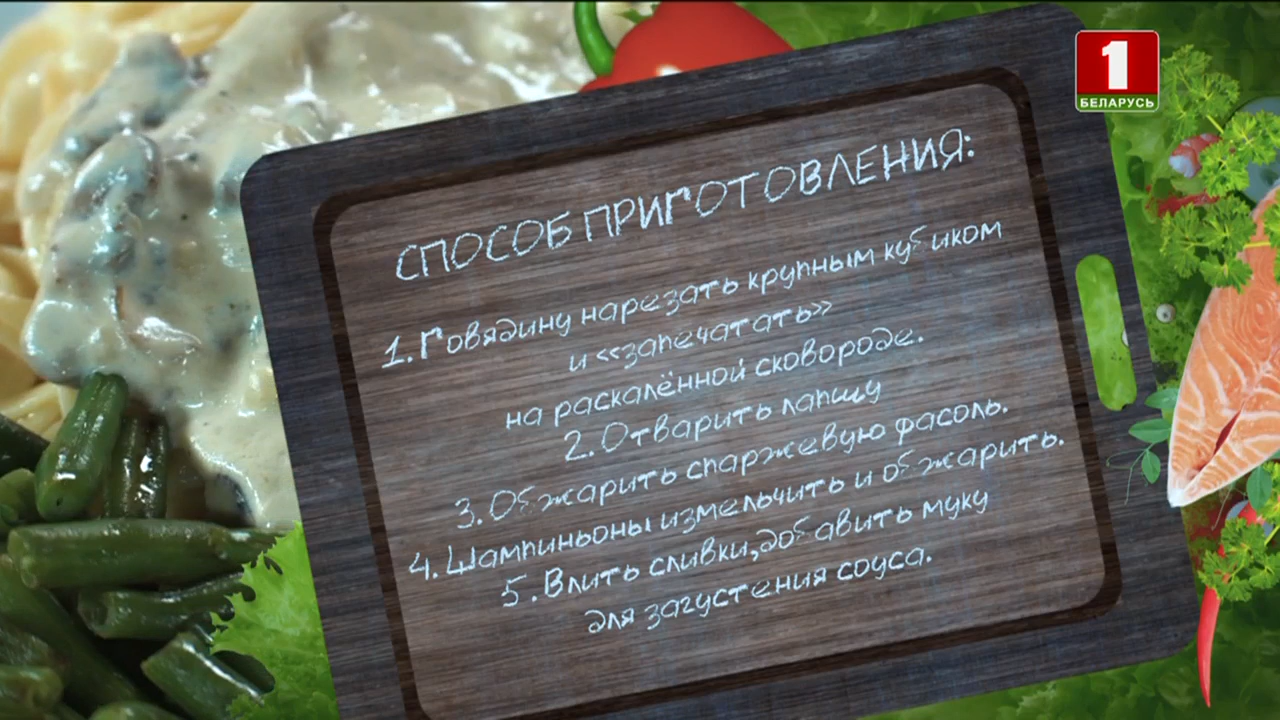 1
БЕЛАРУСЬ
СПОСОБ ПРИГОТОВЛЕНИЯ:
1. Говядину нарезать крупным кубиком
и «запечатать»
на раскалённой сковороде.
2. Отварить лапшу
3. Обжарить спаржевую фасоль.
4. Шампиньоны измельчить и обжарить.
5. Влить сливки, добавить муку
для загустения соуса.